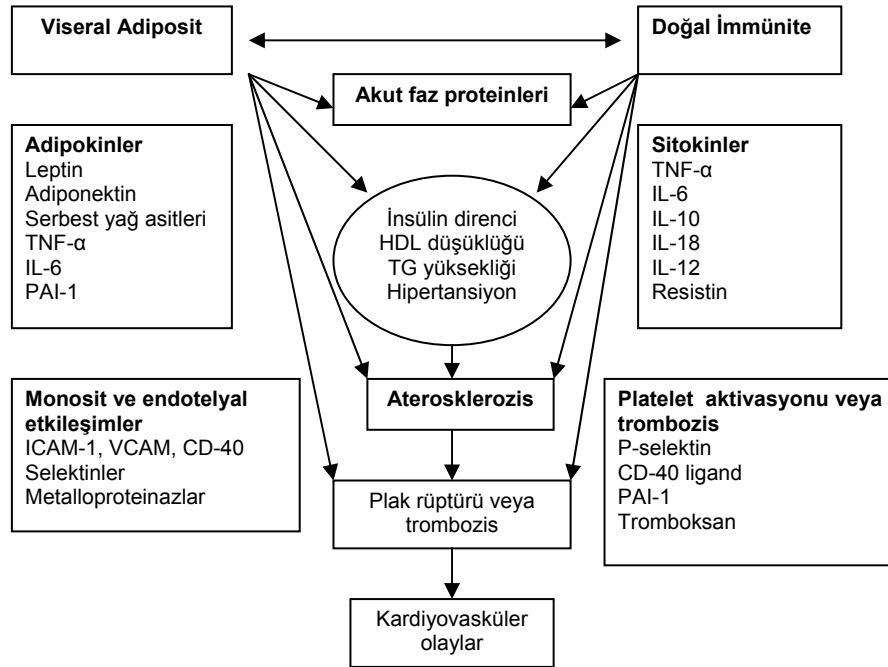 Viseral Adiposit
Doğal İmmünite
Akut faz proteinleri
Adipokinler
Leptin
Adiponektin
Serbest yağ asitleri
TNF-α
IL-6
PAI-1
İnsülin direnci
HDL düşüklüğü
TG yüksekliği
Hipertansiyon
Sitokinler
TNF-α
IL-6
IL-10
IL-18
IL-12
Resistin
Monosit ve endotelyal
etkileşimler
ICAM-1, VCAM, CD-40
Selektinler
Metalloproteinazlar
Aterosklerozis
Plak rüptürü veya
trombozis
Platelet aktivasyonu veya
trombozis
P-selektin
CD-40 ligand
PAI-1
Tromboksan
Kardiyovasküler
olaylar